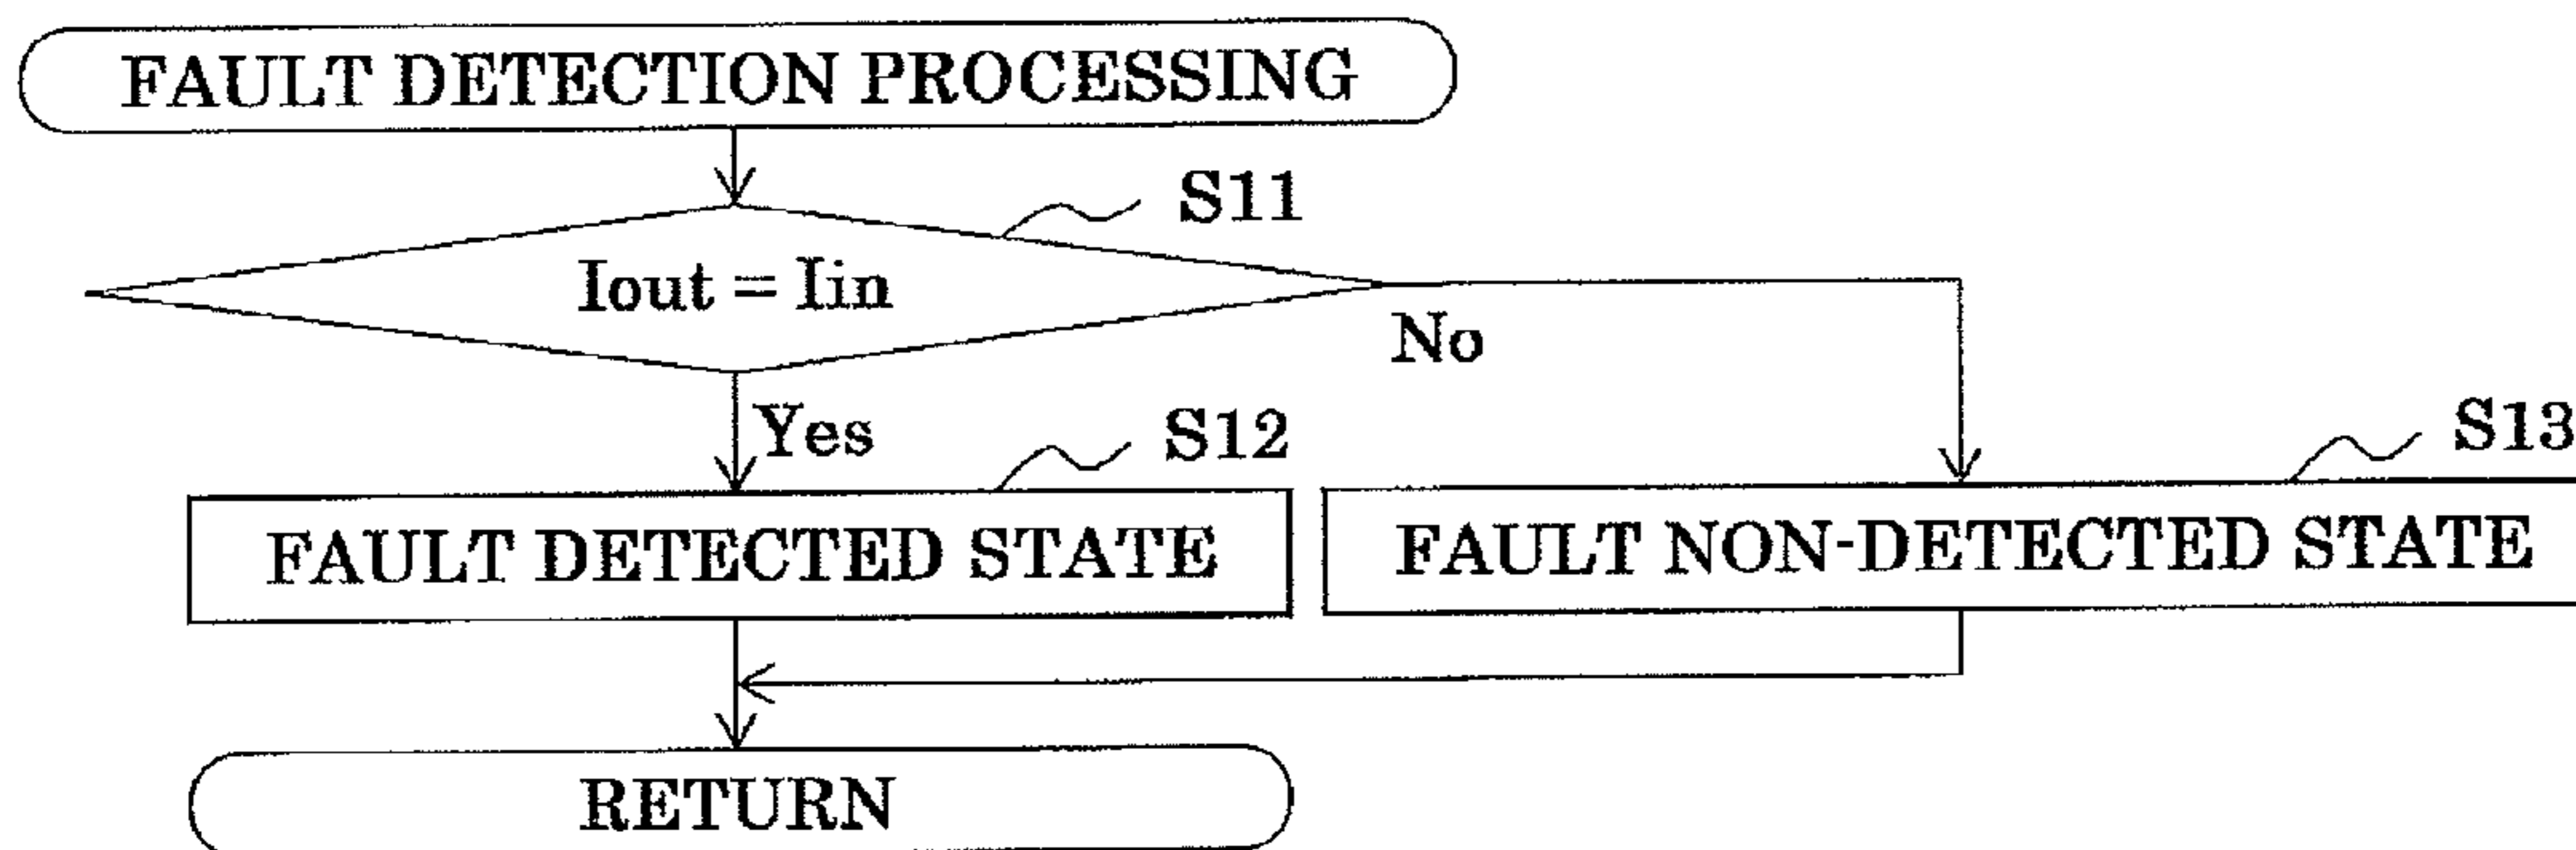 FAULT DETECTION PROCESSING
S11
Iout = Iin
No
Yes
S12
S13
FAULT DETECTED STATE
FAULT NON-DETECTED STATE
RETURN